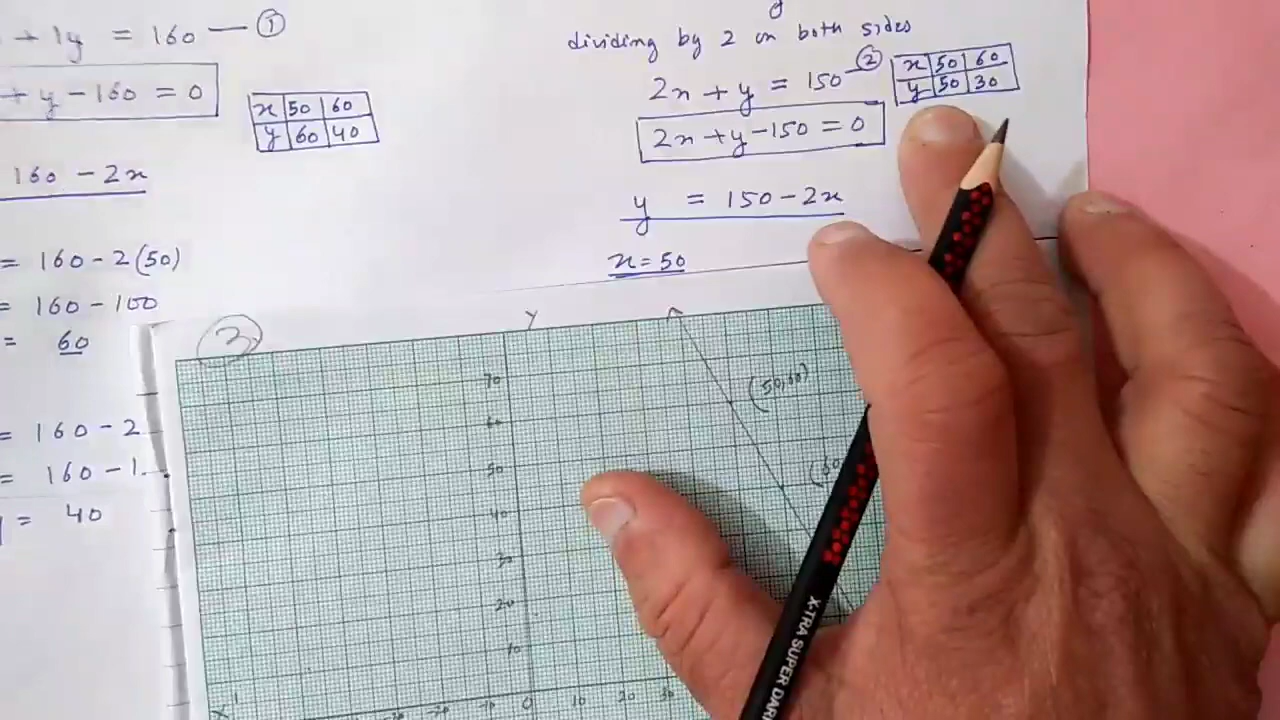 + 1y = 160 — ①
+ y - 160 = 0
x 50 60
y 60 40
160 - 2x
= 160 - 2(50)
= 160 - 100
= 60
= 160 - 2
= 160 - 1
= 40
dividing by 2 on both sides
2x + y = 150 — ②
x 50 60
y 50 30
2x + y - 150 = 0
y = 150 - 2x
x = 50
3
Y
70
60
50
40
30
20
10
(50,60)
(60
X'
0 10 20 30
X-TRA SUPER DARK